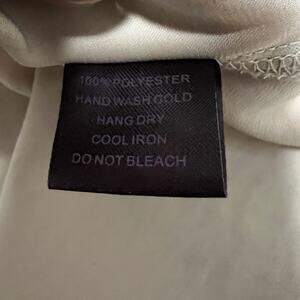 100% POLYESTER
HAND WASH COLD
HANG DRY
COOL IRON
DO NOT BLEACH